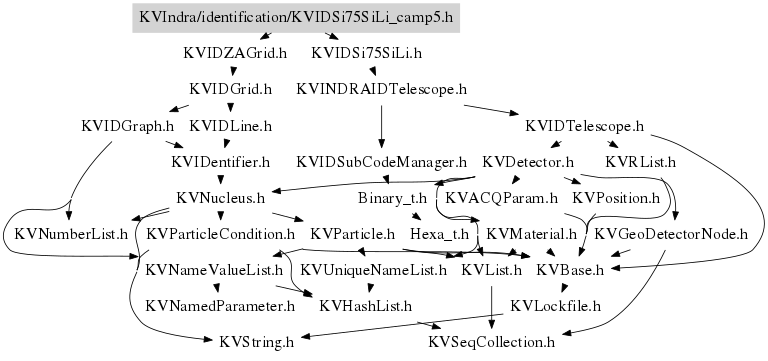 KVIndra/identification/KVIDSi75SiLi_camp5.h
KVIDZAGrid.h KVIDSi75SiLi.h
KVIDGrid.h KVINDRAIDTelescope.h
KVIDGraph.h KVIDLine.h KVIDTelescope.h
KVIDentifier.h KVIDSubCodeManager.h KVDetector.h KVRList.h
KVNucleus.h Binary_t.h KVACQParam.h KVPosition.h
KVNumberList.h KVParticleCondition.h KVParticle.h Hexa_t.h KVMaterial.h KVGeoDetectorNode.h
KVNameValueList.h KVUniqueNameList.h KVList.h KVBase.h
KVNamedParameter.h KVHashList.h KVLockfile.h
KVString.h KVSeqCollection.h